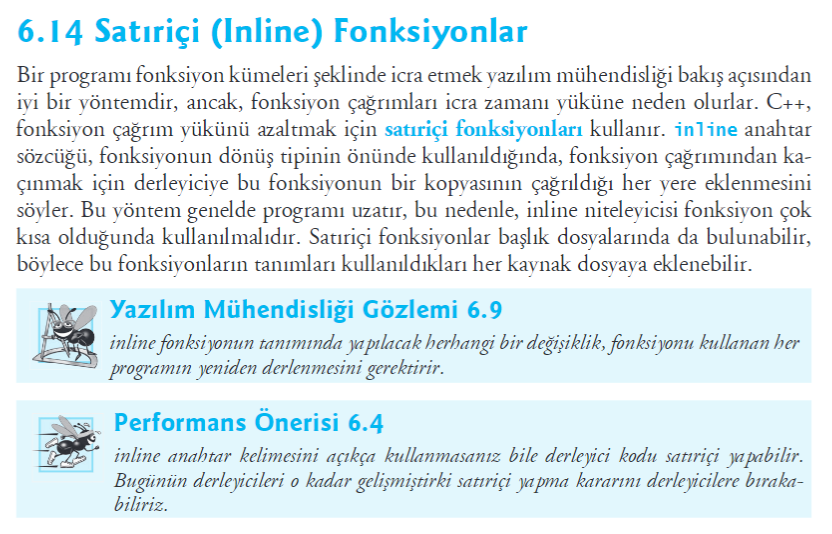 6.14 Satıriçi (Inline) Fonksiyonlar
Bir programı fonksiyon kümeleri şeklinde icra etmek yazılım mühendisliği bakış açısından
iyi bir yöntemdir, ancak, fonksiyon çağrımları icra zamanı yüküne neden olurlar. C++,
fonksiyon çağrım yükünü azaltmak için satıriçi fonksiyonları kullanır. inline anahtar
sözcüğü, fonksiyonun dönüş tipinin önünde kullanıldığında, fonksiyon çağrımından ka-
çınmak için derleyiciye bu fonksiyonun bir kopyasının çağrıldığı her yere eklenmesini
söyler. Bu yöntem genelde programı uzatır, bu nedenle, inline niteleyicisi fonksiyon çok
kısa olduğunda kullanılmalıdır. Satıriçi fonksiyonlar başlık dosyalarında da bulunabilir,
böylece bu fonksiyonların tanımları kullanıldıkları her kaynak dosyaya eklenebilir.
Yazılım Mühendisliği Gözlemi 6.9
inline fonksiyonun tanımında yapılacak herhangi bir değişiklik, fonksiyonu kullanan her
programın yeniden derlenmesini gerektirir.
Performans Önerisi 6.4
inline anahtar kelimesini açıkça kullanmasanız bile derleyici kodu satıriçi yapabilir.
Bugünün derleyicileri o kadar gelişmiştirki satıriçi yapma kararını derleyicilere bıraka-
biliriz.